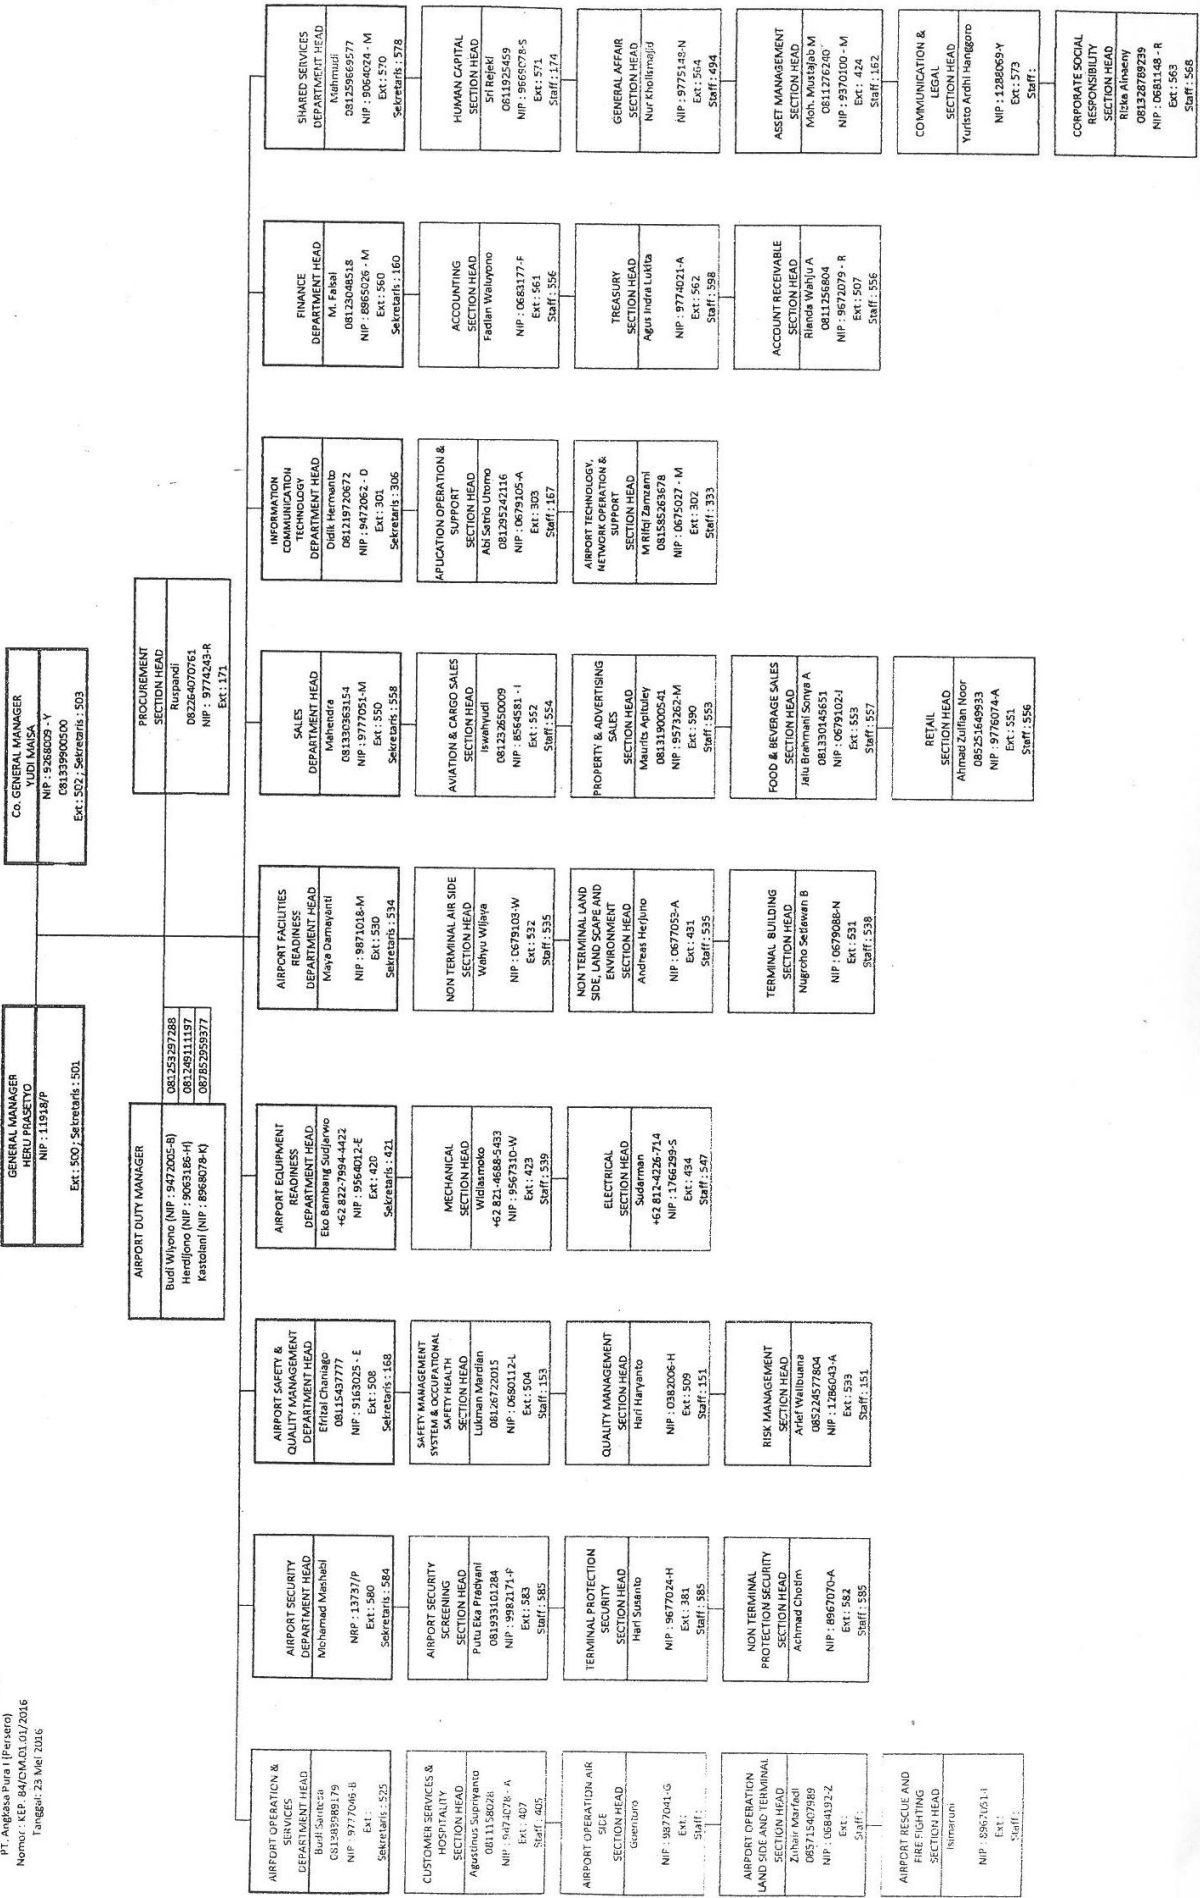 PT. Angkasa Pura I (Persero)
Nomor : KEP. 84/OM.01.01/2016
Tanggal: 23 Mei 2016
GENERAL MANAGER
HERU PRASETYO
NIP : 11918/P
Ext : 500 ; Sekretaris : 501
Co. GENERAL MANAGER
YUDI MAISA
NIP : 9268009 - Y
081339900500
Ext : 502 ; Sekretaris : 503
AIRPORT DUTY MANAGER
Budi Wiyono (NIP : 9472005-B) 081253297288
Herdijono (NIP : 9063186-H) 081249111197
Kastolani (NIP : 8968078-K) 087852959377
PROCUREMENT
SECTION HEAD
Ruspandi
082264070761
NIP : 9774243-R
Ext : 171
AIRPORT OPERATION &
SERVICES
DEPARTMENT HEAD
Budi Santosa
081383989179
NIP : 9777046-B
Ext :
Sekretaris : 525
CUSTOMER SERVICES &
HOSPITALITY
SECTION HEAD
Agustinus Supriyanto
0811158028
NIP : 9474078 - A
Ext : 407
Staff : 405
AIRPORT OPERATION AIR
SIDE
SECTION HEAD
Goenturo
NIP : 9877041-G
Ext :
Staff :
AIRPORT OPERATION
LAND SIDE AND TERMINAL
SECTION HEAD
Zuhair Marfadi
085715407989
NIP : 0684192-Z
Ext :
Staff :
AIRPORT RESCUE AND
FIRE FIGHTING
SECTION HEAD
Isimaruni
NIP : 8967051-I
Ext :
Staff :
AIRPORT SECURITY
DEPARTMENT HEAD
Mohamad Mashabi
NRP : 13737/P
Ext : 580
Sekretaris : 584
AIRPORT SECURITY
SCREENING
SECTION HEAD
Putu Eka Pradyani
081933101284
NIP : 9982171-P
Ext : 583
Staff : 585
TERMINAL PROTECTION
SECURITY
SECTION HEAD
Hari Susanto
NIP : 9677024-H
Ext : 381
Staff : 585
NON TERMINAL
PROTECTION SECURITY
SECTION HEAD
Achmad Chotim
NIP : 8967070-A
Ext : 582
Staff : 585
AIRPORT SAFETY &
QUALITY MANAGEMENT
DEPARTMENT HEAD
Efrizal Chaniago
08115437777
NIP : 9163025 - E
Ext : 508
Sekretaris : 168
SAFETY MANAGEMENT
SYSTEM & OCCUPATIONAL
SAFETY HEALTH
SECTION HEAD
Lukman Mardian
08126722015
NIP : 0680112-L
Ext : 504
Staff : 153
QUALITY MANAGEMENT
SECTION HEAD
Hari Haryanto
NIP : 0382006-H
Ext : 509
Staff : 151
RISK MANAGEMENT
SECTION HEAD
Arief Walibuana
085224577804
NIP : 1286043-A
Ext : 533
Staff : 151
AIRPORT EQUIPMENT
READINESS
DEPARTMENT HEAD
Eko Bambang Sudjarwo
+62 822-7994-4422
NIP : 9564012-E
Ext : 420
Sekretaris : 421
MECHANICAL
SECTION HEAD
Widiasmoko
+62 821-4688-5433
NIP : 9567310-W
Ext : 423
Staff : 539
ELECTRICAL
SECTION HEAD
Sudarman
+62 812-4226-714
NIP : 1766299-S
Ext : 434
Staff : 547
AIRPORT FACILITIES
READINESS
DEPARTMENT HEAD
Maya Damayanti
NIP : 9871018-M
Ext : 530
Sekretaris : 534
NON TERMINAL AIR SIDE
SECTION HEAD
Wahyu Wijaya
NIP : 0679103-W
Ext : 532
Staff : 535
NON TERMINAL LAND
SIDE, LAND SCAPE AND
ENVIRONMENT
SECTION HEAD
Andreas Herjuno
NIP : 0677053-A
Ext : 431
Staff : 535
TERMINAL BUILDING
SECTION HEAD
Nugroho Setiawan B
NIP : 0679088-N
Ext : 531
Staff : 538
SALES
DEPARTMENT HEAD
Mahendra
081330363154
NIP : 9777051-M
Ext : 550
Sekretaris : 558
AVIATION & CARGO SALES
SECTION HEAD
Iswahyudi
081232650009
NIP : 8564581 - I
Ext : 552
Staff : 554
PROPERTY & ADVERTISING
SALES
SECTION HEAD
Maurits Apituley
081319000541
NIP : 9573262-M
Ext : 590
Staff : 553
FOOD & BEVERAGE SALES
SECTION HEAD
Jalu Brahmani Sonya A
081330145651
NIP : 0679102-J
Ext : 553
Staff : 557
RETAIL
SECTION HEAD
Ahmad Zulfian Noor
085251649933
NIP : 9776074-A
Ext : 551
Staff : 556
INFORMATION
COMMUNICATION
TECHNOLOGY
DEPARTMENT HEAD
Didik Hermanto
081219720672
NIP : 9472062 - D
Ext : 301
Sekretaris : 306
APLICATION OPERATION &
SUPPORT
SECTION HEAD
Abi Satrio Utomo
081295242116
NIP : 0679105-A
Ext : 303
Staff : 167
AIRPORT TECHNOLOGY,
NETWORK OPERATION &
SUPPORT
SECTION HEAD
M Rifqi Zamzami
081585263678
NIP : 0675027 - M
Ext : 302
Staff : 333
FINANCE
DEPARTMENT HEAD
M. Faisal
08123048518
NIP : 8965026 - M
Ext : 560
Sekretaris : 160
ACCOUNTING
SECTION HEAD
Fadlan Waluyono
NIP : 0683177-F
Ext : 561
Staff : 556
TREASURY
SECTION HEAD
Agus Indra Lukita
NIP : 9774021-A
Ext : 562
Staff : 598
ACCOUNT RECEIVABLE
SECTION HEAD
Rianda Wahju A
0811256804
NIP : 9672079 - R
Ext : 507
Staff : 556
SHARED SERVICES
DEPARTMENT HEAD
Mahmudi
081259669577
NIP : 9064024 - M
Ext : 570
Sekretaris : 578
HUMAN CAPITAL
SECTION HEAD
Sri Rejeki
0811925459
NIP : 9669078-S
Ext : 571
Staff : 174
GENERAL AFFAIR
SECTION HEAD
Nur Kholismajid
NIP : 9775148-N
Ext : 564
Staff : 494
ASSET MANAGEMENT
SECTION HEAD
Moh. Mustajab M
0811276240
NIP : 9370100 - M
Ext : 424
Staff : 162
COMMUNICATION &
LEGAL
SECTION HEAD
Yuristo Ardhi Hanggoro
NIP : 1288069-Y
Ext : 573
Staff :
CORPORATE SOCIAL
RESPONSIBILITY
SECTION HEAD
Rizka Ainaeny
08132878​9239
NIP : 0681148 - R
Ext : 563
Staff : 568